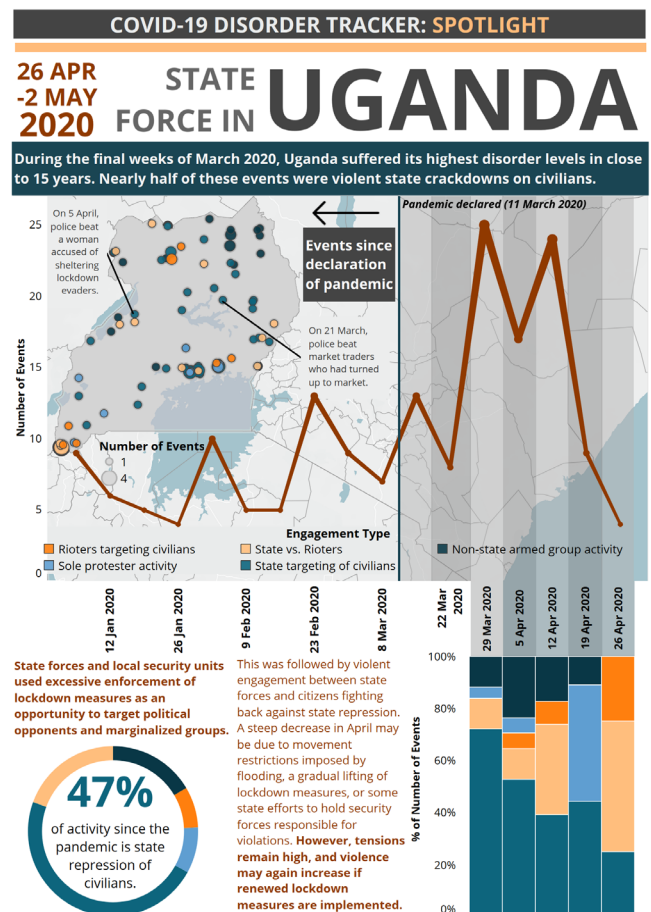 COVID-19 DISORDER TRACKER: SPOTLIGHT
26 APR
-2 MAY
2020
STATE
FORCE IN
UGANDA
During the final weeks of March 2020, Uganda suffered its highest disorder levels in close
to 15 years. Nearly half of these events were violent state crackdowns on civilians.
Pandemic declared (11 March 2020)
Events since
declaration
of pandemic
On 5 April,
police beat
a woman
accused of
sheltering
lockdown
evaders.
On 21 March,
police beat
market traders
who had turned
up to market.
Number of Events
25
20
15
10
5
0
Number of Events
1
4
Engagement Type
Rioters targeting civilians
State vs. Rioters
Non-state armed group activity
Sole protester activity
State targeting of civilians
12 Jan 2020
26 Jan 2020
9 Feb 2020
23 Feb 2020
8 Mar 2020
22 Mar
2020
29 Mar 2020
5 Apr 2020
12 Apr 2020
19 Apr 2020
26 Apr 2020
State forces and local security units
used excessive enforcement of
lockdown measures as an
opportunity to target political
opponents and marginalized groups.
47%
of activity since the
pandemic is state
repression of
civilians.
This was followed by violent
engagement between state
forces and citizens fighting
back against state repression.
A steep decrease in April may
be due to movement
restrictions imposed by
flooding, a gradual lifting of
lockdown measures, or some
state efforts to hold security
forces responsible for
violations. However, tensions
remain high, and violence
may again increase if
renewed lockdown
measures are implemented.
% of Number of Events
100%
80%
60%
40%
20%
0%